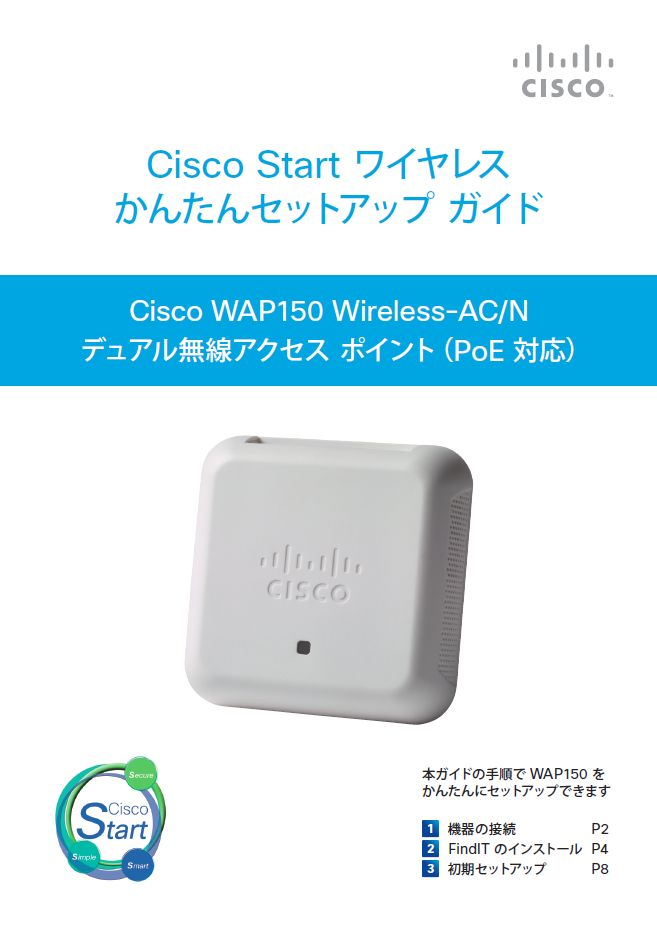 CISCO
Cisco Start ワイヤレス
かんたんセットアップ ガイド
Cisco WAP150 Wireless-AC/N
デュアル無線アクセス ポイント（PoE 対応）
CISCO
Secure
Cisco
Start
Simple
Smart
本ガイドの手順で WAP150 を
かんたんにセットアップできます
1 機器の接続 P2
2 FindIT のインストール P4
3 初期セットアップ P8